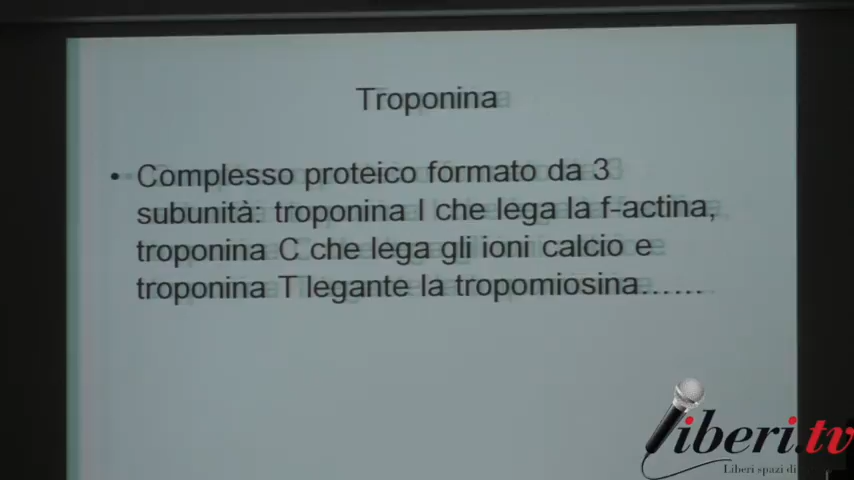 Troponina
• Complesso proteico formato da 3
subunità: troponina I che lega la f-actina,
troponina C che lega gli ioni calcio e
troponina T legante la tropomiosina......
liberi.tv
Liberi spazi di